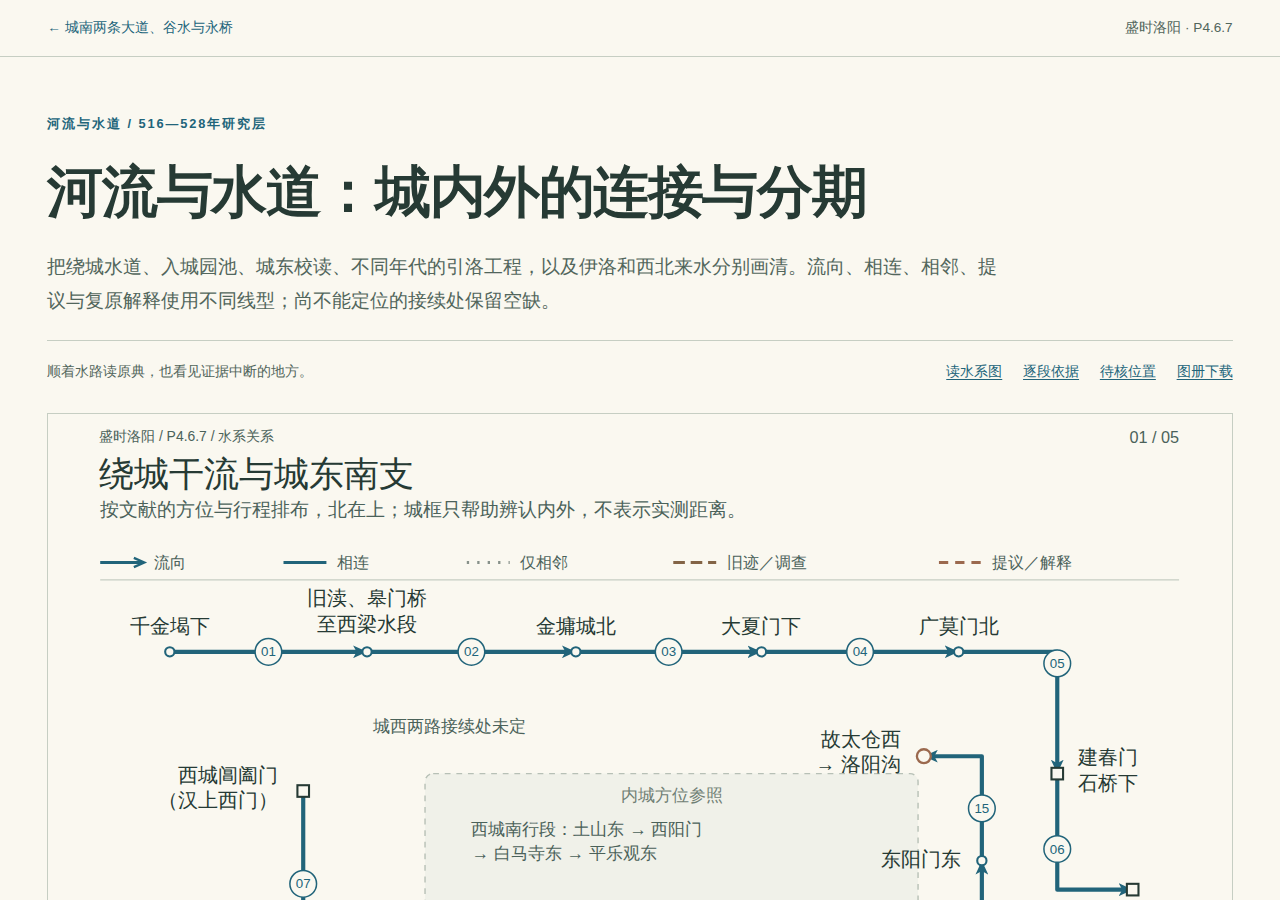 ← 城南两条大道、谷水与永桥
盛时洛阳 · P4.6.7
河流与水道 / 516—528年研究层
河流与水道：城内外的连接与分期
把绕城水道、入城园池、城东校读、不同年代的引洛工程，以及伊洛和西北来水分别画清。流向、相连、相邻、提
议与复原解释使用不同线型；尚不能定位的接续处保留空缺。
顺着水路读原典，也看见证据中断的地方。
读水系图 逐段依据 待核位置 图册下载
盛时洛阳 / P4.6.7 / 水系关系
01 / 05
绕城干流与城东南支
按文献的方位与行程排布，北在上；城框只帮助辨认内外，不表示实测距离。
流向 相连 仅相邻 旧迹／调查 提议／解释
旧渎、皋门桥
至西梁水段
千金堨下 金墉城北 大夏门下 广莫门北
01 02 03 04
05
城西两路接续处未定
故太仓西
→ 洛阳沟
建春门
石桥下
西城阊阖门
（汉上西门）
内城方位参照
15
西城南行段：土山东 → 西阳门
→ 白马寺东 → 平乐观东
东阳门东
06
07